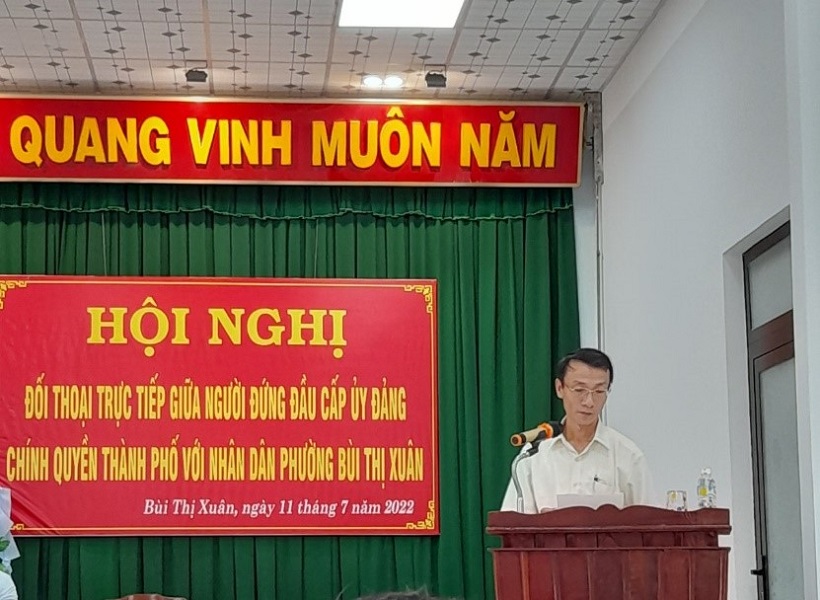 QUANG VINH MUÔN NĂM
HỘI NGHỊ
ĐỐI THOẠI TRỰC TIẾP GIỮA NGƯỜI ĐỨNG ĐẦU CẤP ỦY ĐẢNG
CHÍNH QUYỀN THÀNH PHỐ VỚI NHÂN DÂN PHƯỜNG BÙI THỊ XUÂN
Bùi Thị Xuân, ngày 11 tháng 7 năm 2022